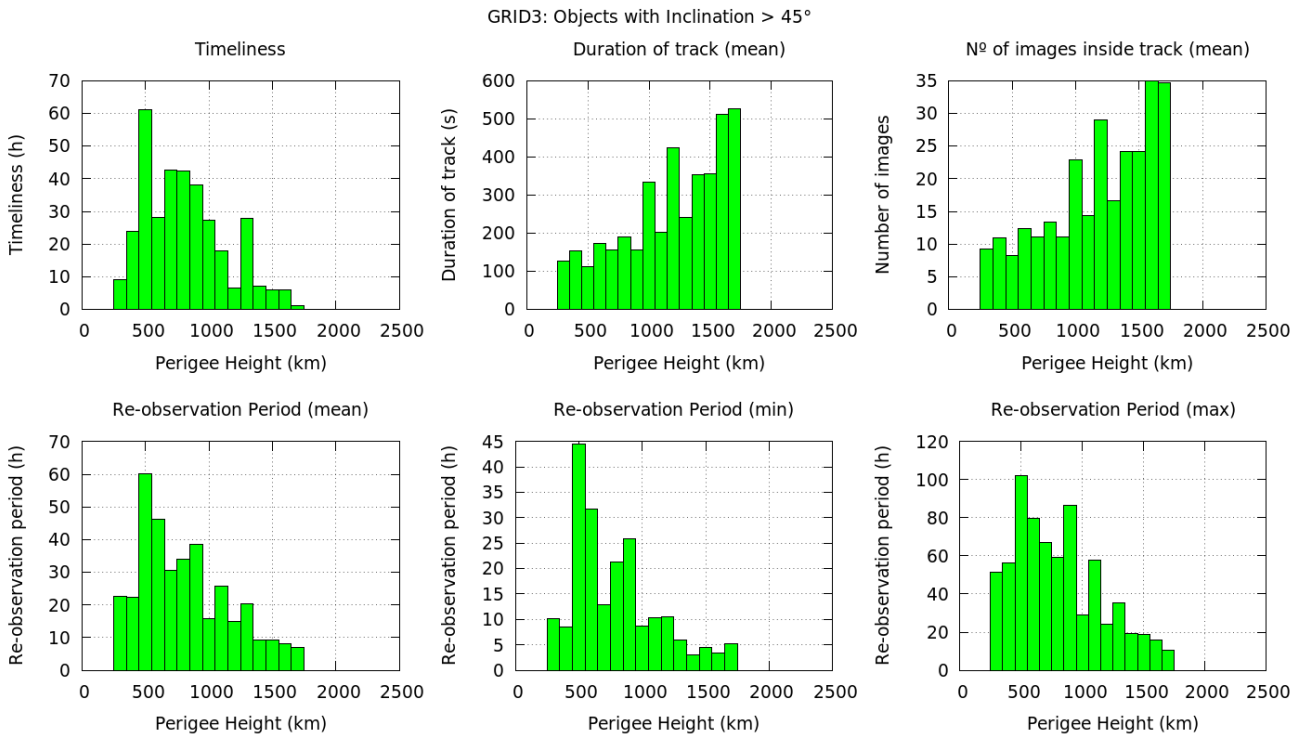 GRID3: Objects with Inclination > 45°
Timeliness
Timeliness (h)
70
60
50
40
30
20
10
0
0 500 1000 1500 2000 2500
Perigee Height (km)
Duration of track (mean)
Duration of track (s)
600
500
400
300
200
100
0
0 500 1000 1500 2000 2500
Perigee Height (km)
Nº of images inside track (mean)
Number of images
35
30
25
20
15
10
5
0
0 500 1000 1500 2000 2500
Perigee Height (km)
Re-observation Period (mean)
Re-observation period (h)
70
60
50
40
30
20
10
0
0 500 1000 1500 2000 2500
Perigee Height (km)
Re-observation Period (min)
Re-observation period (h)
45
40
35
30
25
20
15
10
5
0
0 500 1000 1500 2000 2500
Perigee Height (km)
Re-observation Period (max)
Re-observation period (h)
120
100
80
60
40
20
0
0 500 1000 1500 2000 2500
Perigee Height (km)